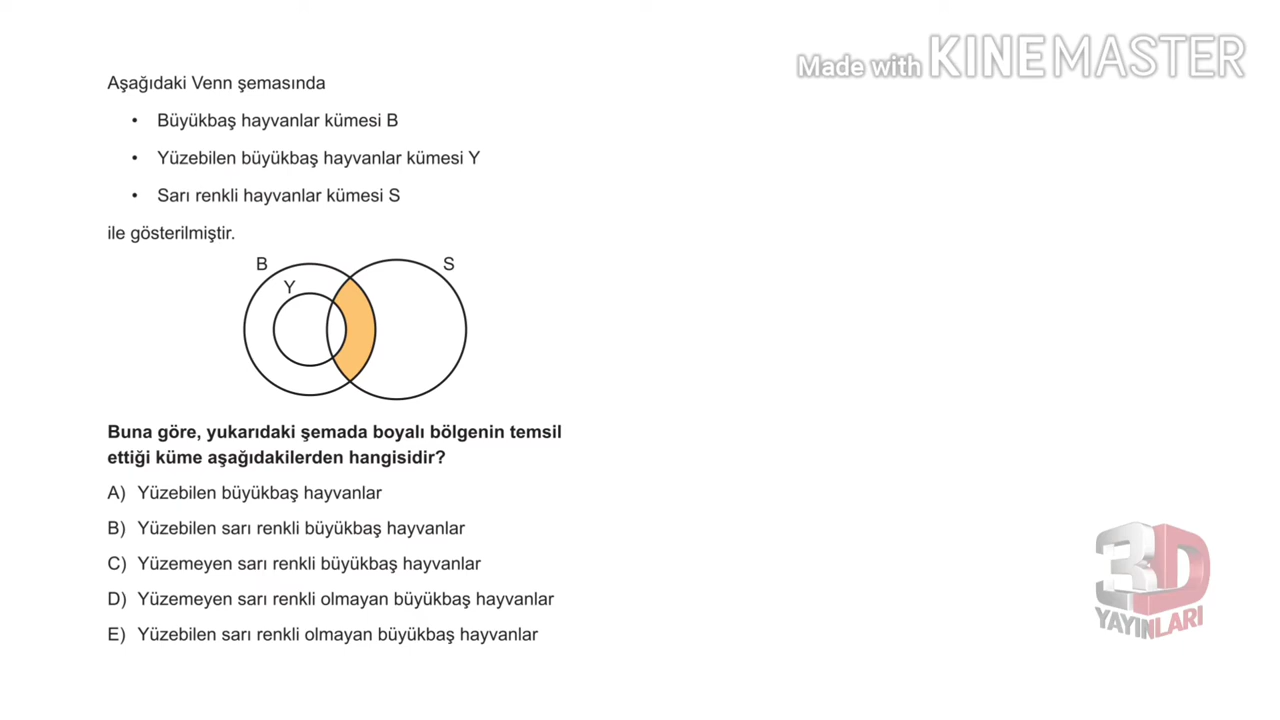 Made with KINEMASTER
Aşağıdaki Venn şemasında
• Büyükbaş hayvanlar kümesi B
• Yüzebilen büyükbaş hayvanlar kümesi Y
• Sarı renkli hayvanlar kümesi S
ile gösterilmiştir.
B
S
Y
Buna göre, yukarıdaki şemada boyalı bölgenin temsil
ettiği küme aşağıdakilerden hangisidir?
A) Yüzebilen büyükbaş hayvanlar
B) Yüzebilen sarı renkli büyükbaş hayvanlar
C) Yüzemeyen sarı renkli büyükbaş hayvanlar
D) Yüzemeyen sarı renkli olmayan büyükbaş hayvanlar
E) Yüzebilen sarı renkli olmayan büyükbaş hayvanlar
3D
YAYINLARI